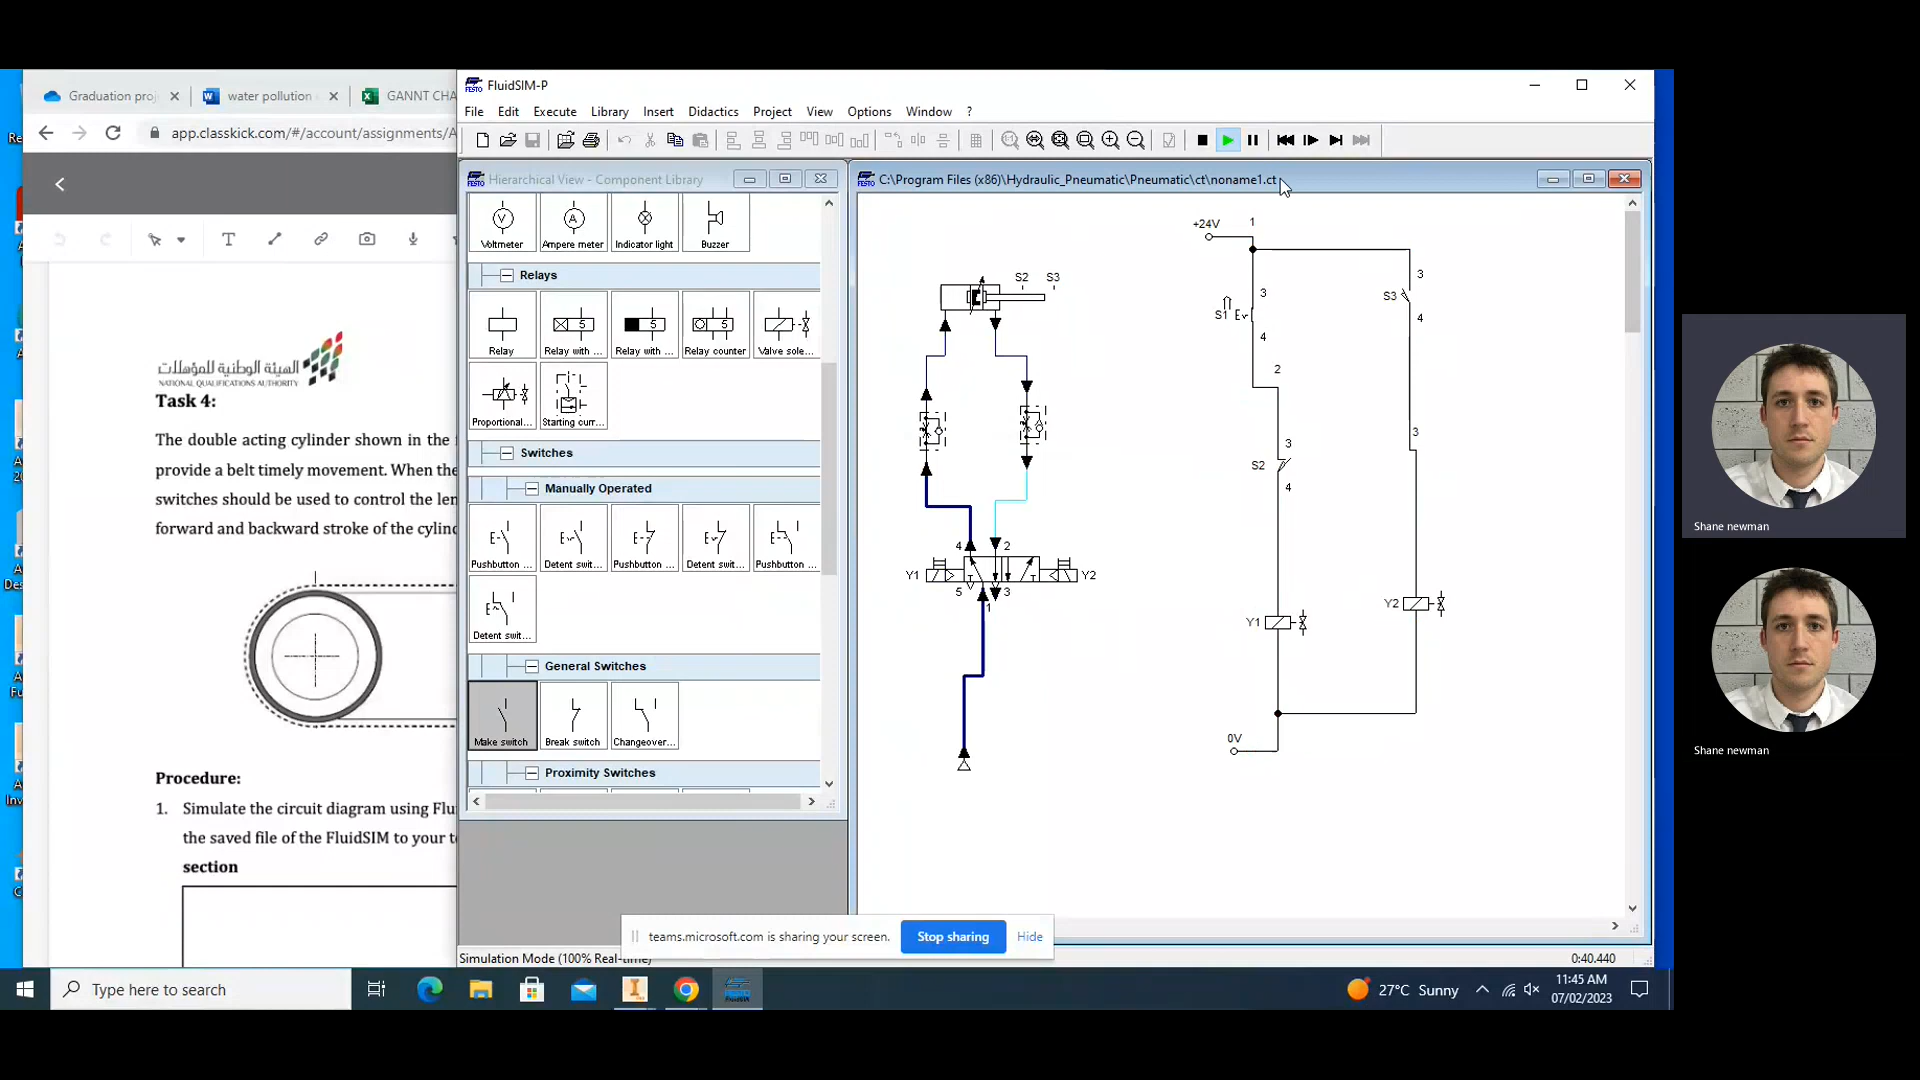 Graduation pro
water pollution
GANNT CHA
app.classkick.com/#/account/assignments/A
الهيئة الوطنية للمؤهلات
NATIONAL QUALIFICATIONS AUTHORITY
Task 4:
The double acting cylinder shown in the
provide a belt timely movement. When the
switches should be used to control the len
forward and backward stroke of the cylin
Procedure:
1. Simulate the circuit diagram using Flu
the saved file of the FluidSIM to your t
section
FluidSIM-P
File Edit Execute Library Insert Didactics Project View Options Window ?
FESTO Hierarchical View - Component Library
Voltmeter Ampere meter Indicator light Buzzer
Relays
Relay Relay with ... Relay with ... Relay counter Valve sole...
Proportional... Starting curr...
Switches
Manually Operated
Pushbutton ... Detent swit... Pushbutton ... Detent swit... Pushbutton ...
Detent swit...
General Switches
Make switch Break switch Changeover...
Proximity Switches
C:\Program Files (x86)\Hydraulic_Pneumatic\Pneumatic\ct\noname1.ct
+24V 1
S2 S3
3
S3
4
3
S1
4
2
3
3
S2
4
4 2
Y1 Y2
5 3
1
Y2
Y1
0V
teams.microsoft.com is sharing your screen. Stop sharing Hide
Simulation Mode (100% Real-time)
0:40.440
Type here to search
27°C Sunny
11:45 AM
07/02/2023
Shane newman
Shane newman